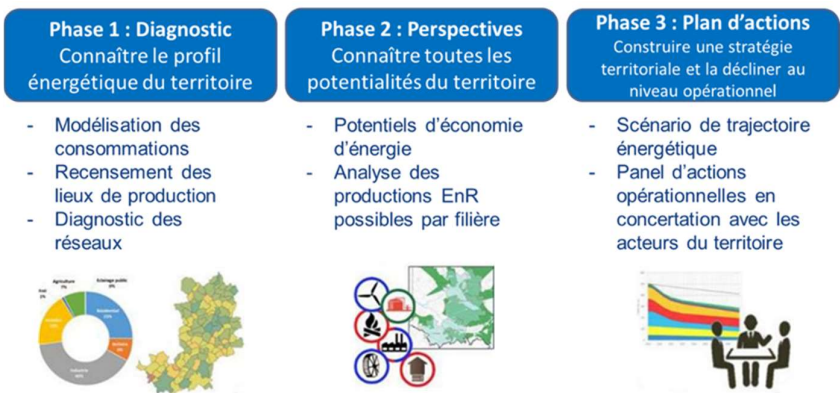 Phase 1 : Diagnostic
Connaître le profil
énergétique du territoire
- Modélisation des
consommations
- Recensement des
lieux de production
- Diagnostic des
réseaux
Agriculture
7%
Eclairage public
0%
Résidentiel
Industrie
Phase 2 : Perspectives
Connaître toutes les
potentialités du territoire
- Potentiels d’économie
d’énergie
- Analyse des
productions EnR
possibles par filière
Phase 3 : Plan d’actions
Construire une stratégie
territoriale et la décliner au
niveau opérationnel
- Scénario de trajectoire
énergétique
- Panel d’actions
opérationnelles en
concertation avec les
acteurs du territoire